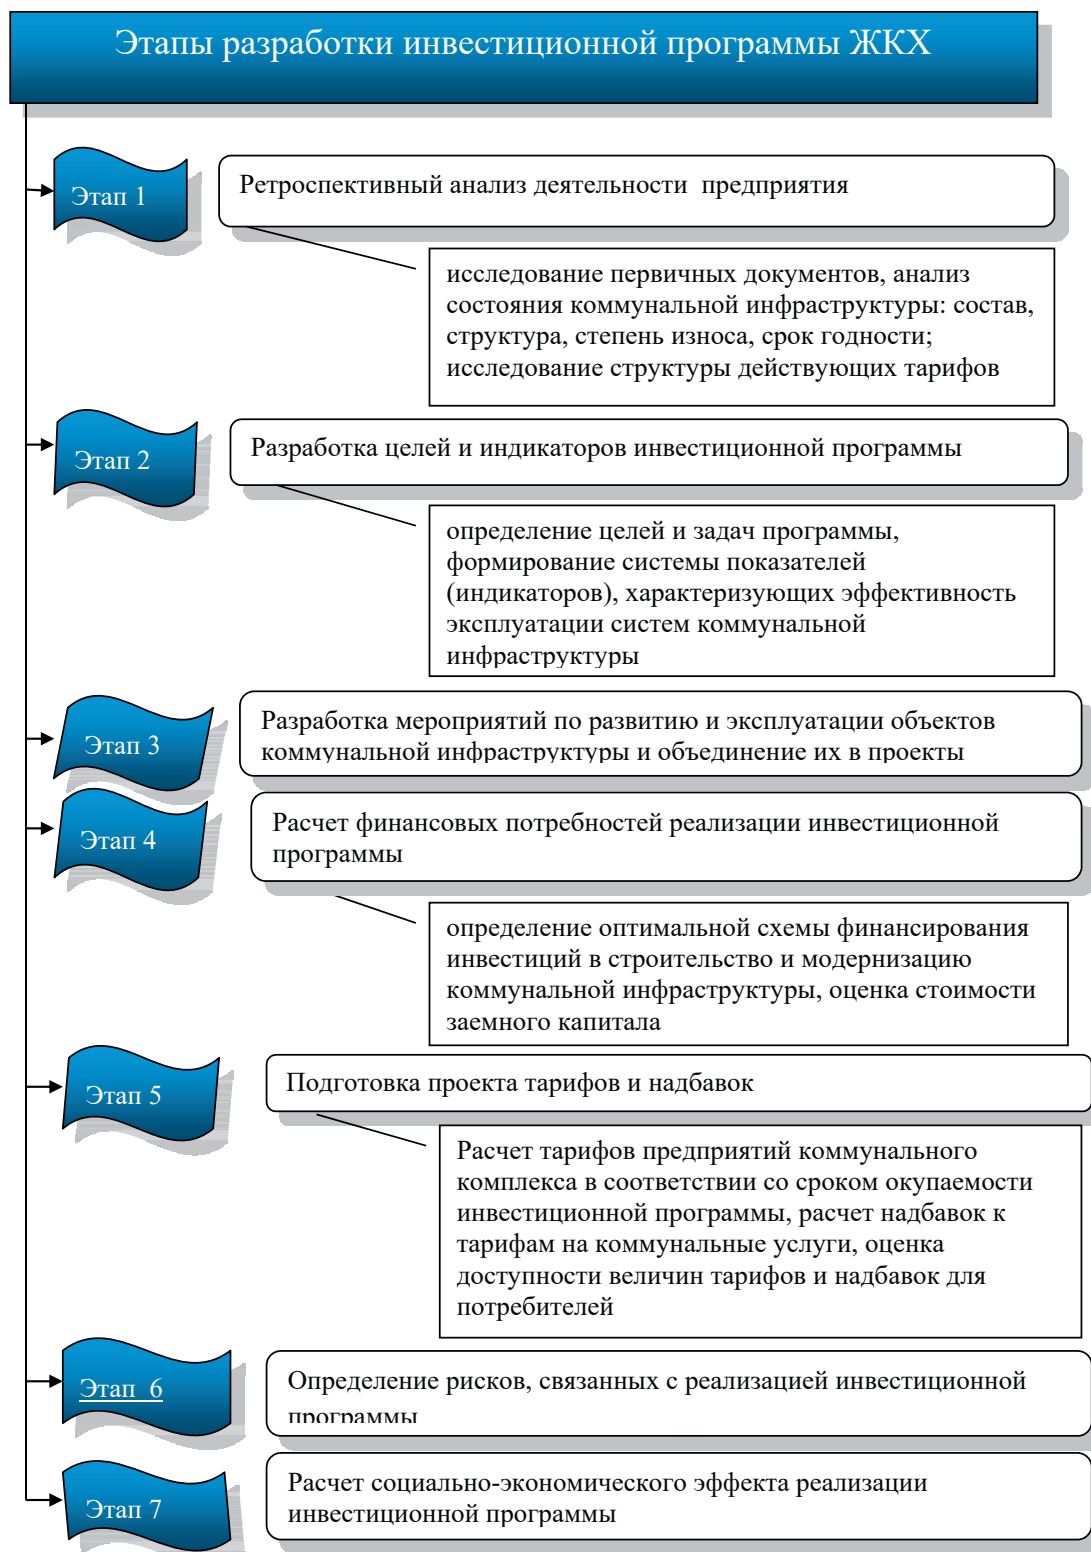 Этапы разработки инвестиционной программы ЖКХ
Этап 1
Ретроспективный анализ деятельности предприятия
исследование первичных документов, анализ
состояния коммунальной инфраструктуры: состав,
структура, степень износа, срок годности;
исследование структуры действующих тарифов
Этап 2
Разработка целей и индикаторов инвестиционной программы
определение целей и задач программы,
формирование системы показателей
(индикаторов), характеризующих эффективность
эксплуатации систем коммунальной
инфраструктуры
Этап 3
Разработка мероприятий по развитию и эксплуатации объектов
коммунальной инфраструктуры и объединение их в проекты
Этап 4
Расчет финансовых потребностей реализации инвестиционной
программы
определение оптимальной схемы финансирования
инвестиций в строительство и модернизацию
коммунальной инфраструктуры, оценка стоимости
заемного капитала
Этап 5
Подготовка проекта тарифов и надбавок
Расчет тарифов предприятий коммунального
комплекса в соответствии со сроком окупаемости
инвестиционной программы, расчет надбавок к
тарифам на коммунальные услуги, оценка
доступности величин тарифов и надбавок для
потребителей
Этап 6
Определение рисков, связанных с реализацией инвестиционной
программы
Этап 7
Расчет социально-экономического эффекта реализации
инвестиционной программы